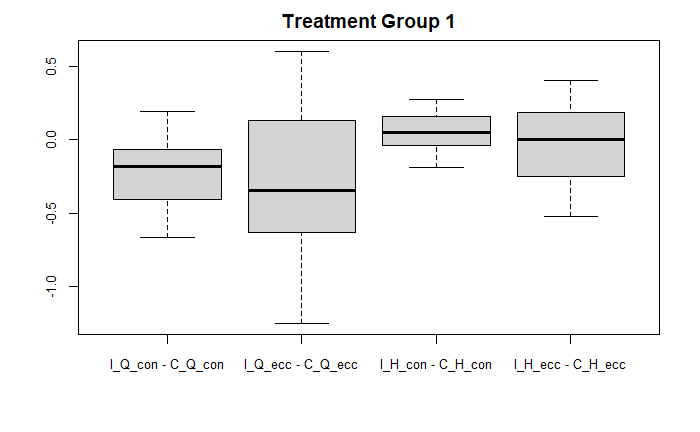 Treatment Group 1
0.5
0.0
-0.5
-1.0
I_Q_con - C_Q_con I_Q_ecc - C_Q_ecc I_H_con - C_H_con I_H_ecc - C_H_ecc